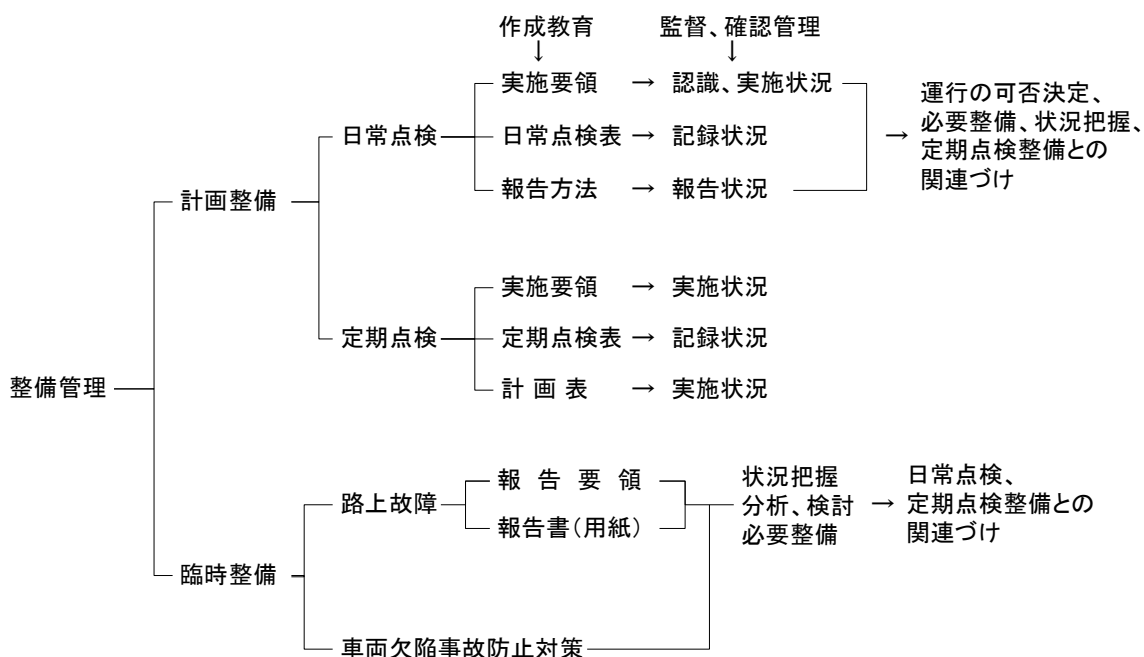 作成教育
監督、確認管理
↓
↓
実施要領 → 認識、実施状況
日常点検
日常点検表 → 記録状況
報告方法 → 報告状況
→ 運行の可否決定、
必要整備、状況把握、
定期点検整備との
関連づけ
計画整備
実施要領 → 実施状況
定期点検
定期点検表 → 記録状況
計画表 → 実施状況
整備管理
路上故障
報告要領
報告書(用紙)
状況把握
分析、検討
必要整備
→ 日常点検、
定期点検整備との
関連づけ
臨時整備
車両欠陥事故防止対策